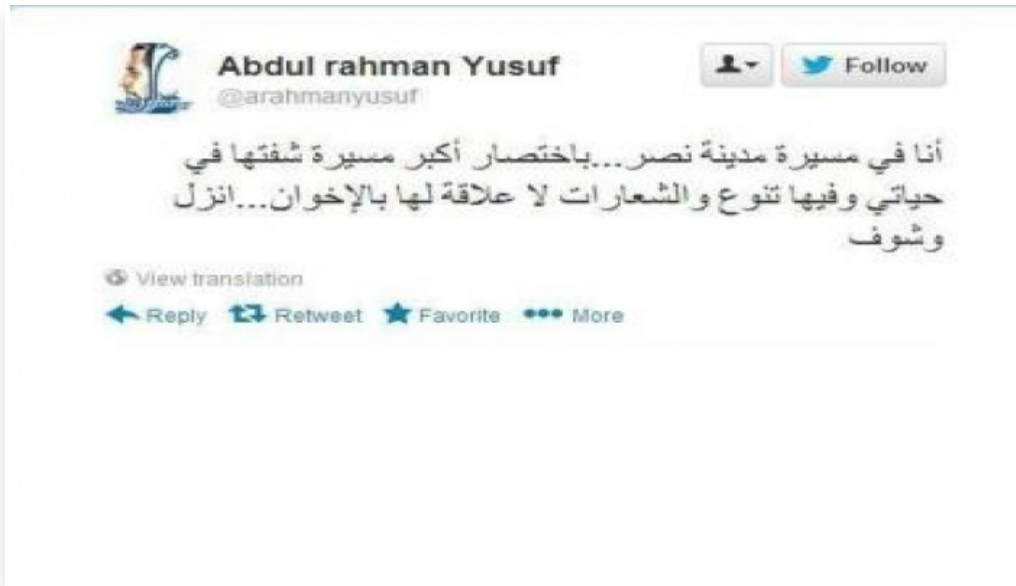 Abdul rahman Yusuf
@arahmanyusuf
Follow
أنا في مسيرة مدينة نصر...باختصار أكبر مسيرة شفتها في
حياتي وفيها تنوع والشعارات لا علاقة لها بالإخوان...انزل
وشوف
View translation
Reply Retweet Favorite More